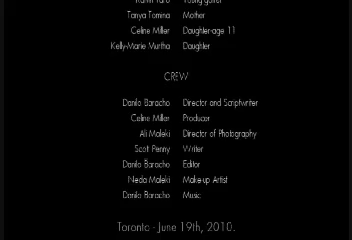 Young guitar
Tanya Tomina Mother
Celine Miller Daughter-age 11
Kelly-Marie Murtha Daughter
CREW
Danilo Baracho Director and Scriptwriter
Celine Miller Producer
Ali Maleki Director of Photography
Scott Penny Writer
Danilo Baracho Editor
Neda Maleki Make-up Artist
Danilo Baracho Music
Toronto - June 19th, 2010.